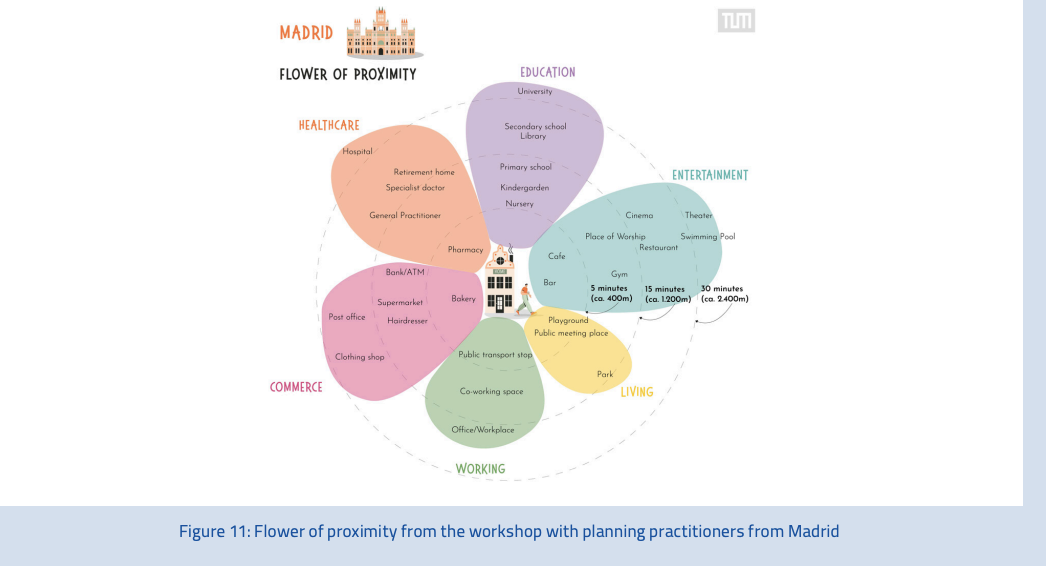 MADRID
TUM
FLOWER OF PROXIMITY
EDUCATION
University
Secondary school
Library
Primary school
Kindergarden
Nursery
HEALTHCARE
Hospital
Retirement home
Specialist doctor
General Practitioner
Pharmacy
ENTERTAINMENT
Cinema
Theater
Place of Worship
Swimming Pool
Restaurant
Cafe
Gym
Bar
5 minutes
(ca. 400m)
15 minutes
(ca. 1.200m)
30 minutes
(ca. 2.400m)
Bank/ATM
Bakery
Supermarket
Post office
Hairdresser
Clothing shop
COMMERCE
Playground
Public meeting place
Park
LIVING
Public transport stop
Co-working space
Office/Workplace
WORKING
Figure 11: Flower of proximity from the workshop with planning practitioners from Madrid